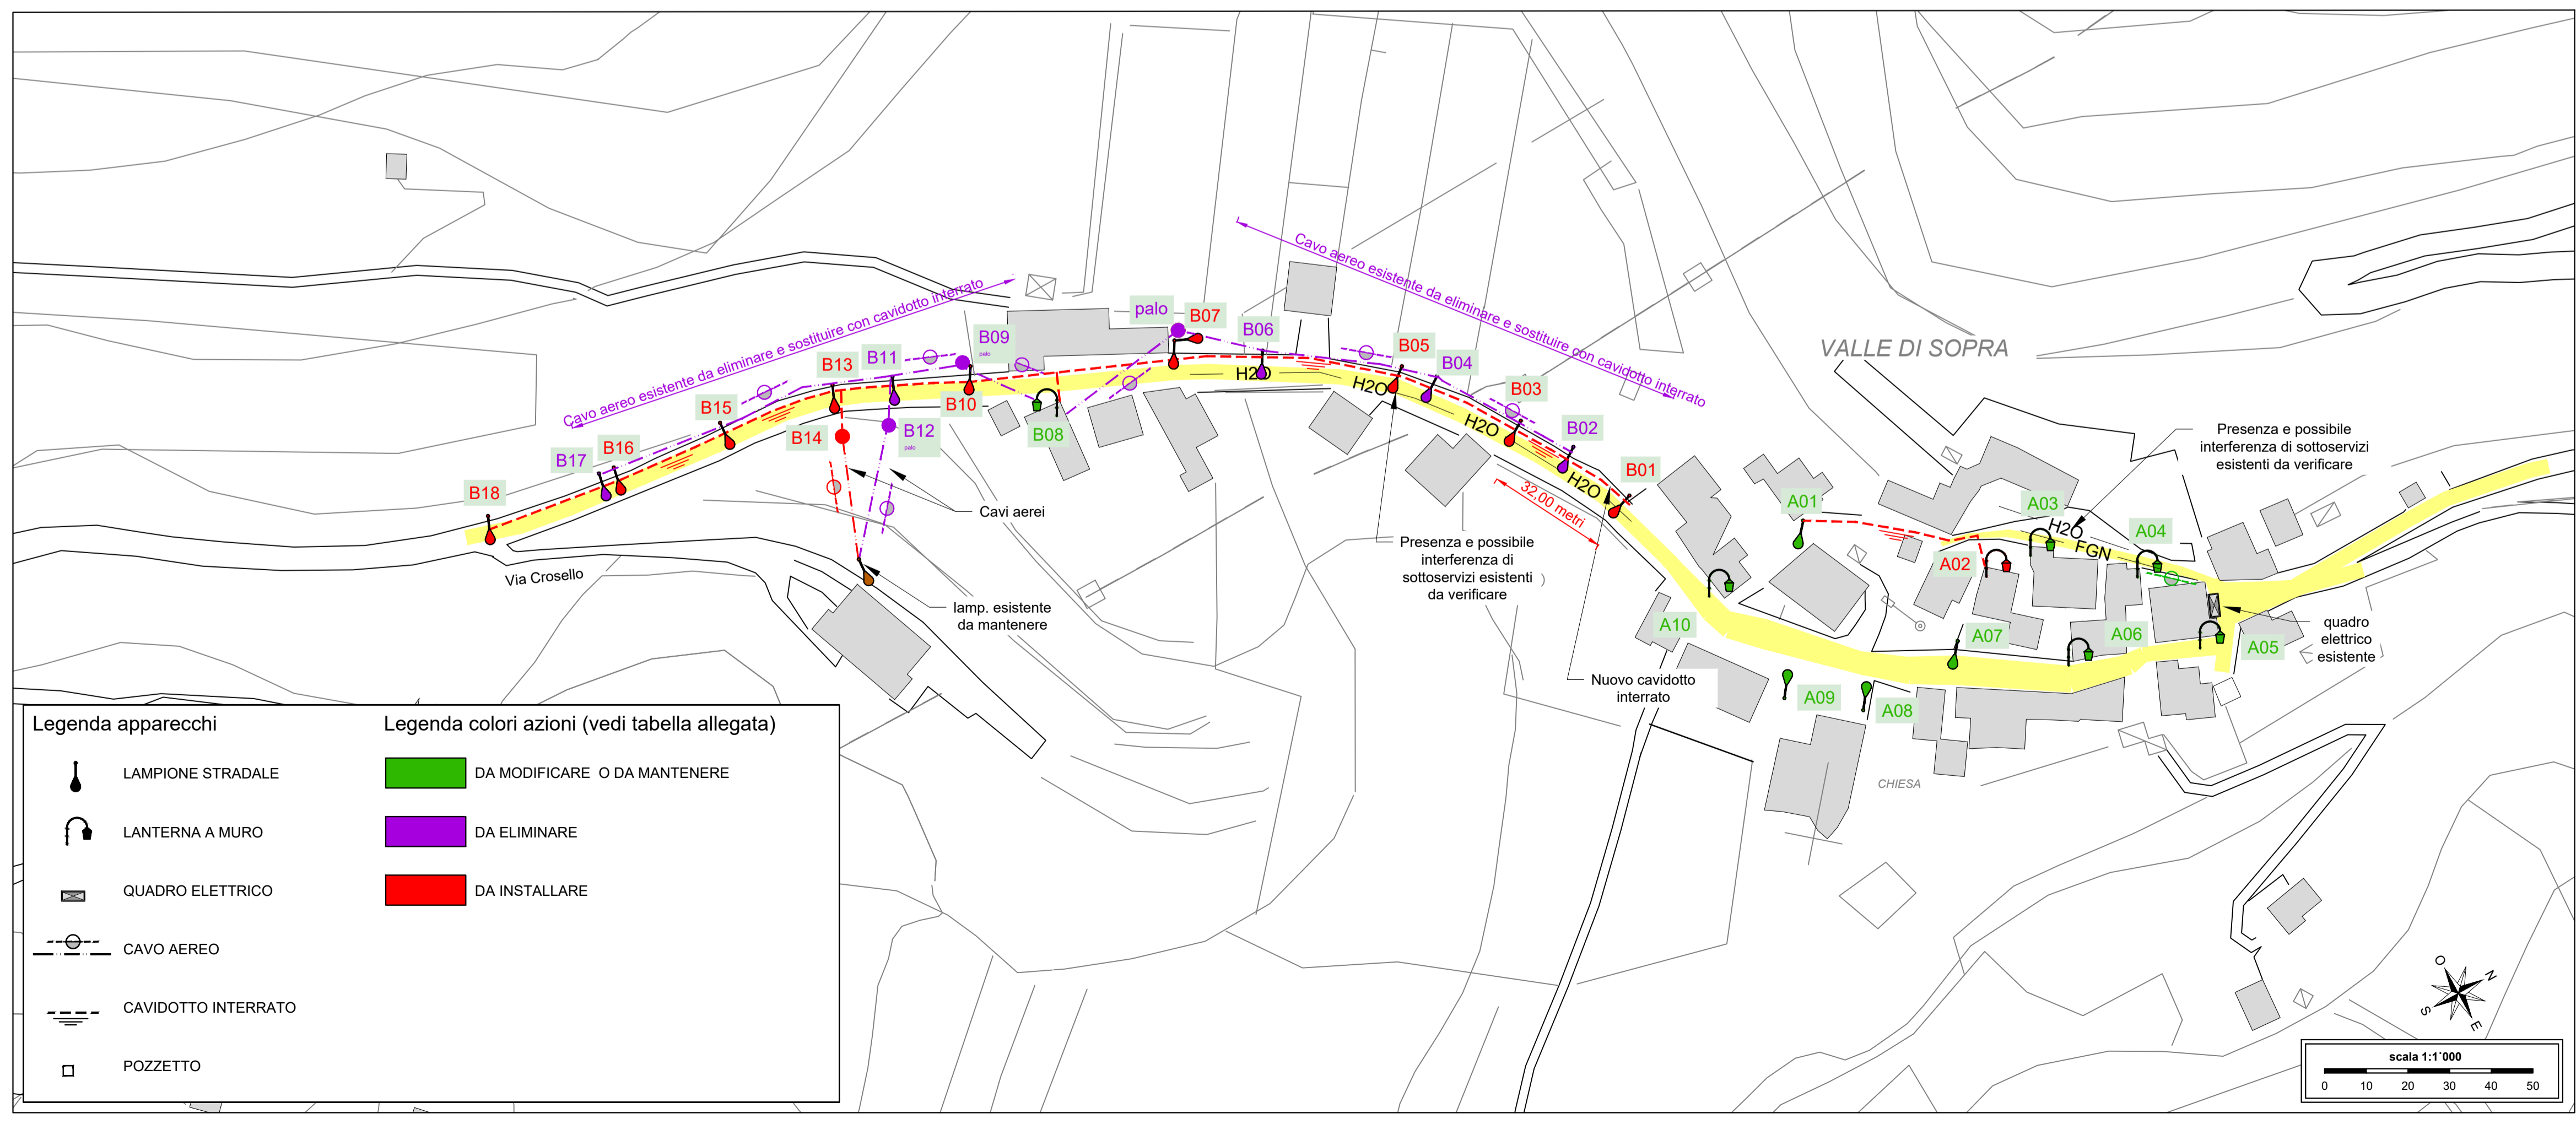 Cavo aereo esistente da eliminare e sostituire con cavidotto interrato
Cavo aereo esistente da eliminare e sostituire con cavidotto interrato
VALLE DI SOPRA
palo
B07
B06
B09
palo
B11
B13
B05
B04
B03
B02
B01
B10
B08
B12
palo
B14
B15
B16
B17
B18
H2O
H2O
H2O
H2O
32,00 metri
Cavi aerei
Via Crosello
lamp. esistente
da mantenere
Presenza e possibile
interferenza di
sottoservizi esistenti
da verificare
Nuovo cavidotto
interrato
Presenza e possibile
interferenza di sottoservizi
esistenti da verificare
A01
A02
A03
A04
H2O
FGN
A05
A06
A07
A08
A09
A10
quadro
elettrico
esistente
CHIESA
Legenda apparecchi
LAMPIONE STRADALE
LANTERNA A MURO
QUADRO ELETTRICO
CAVO AEREO
CAVIDOTTO INTERRATO
POZZETTO
Legenda colori azioni (vedi tabella allegata)
DA MODIFICARE O DA MANTENERE
DA ELIMINARE
DA INSTALLARE
O
N
S
E
scala 1:1'000
0 10 20 30 40 50